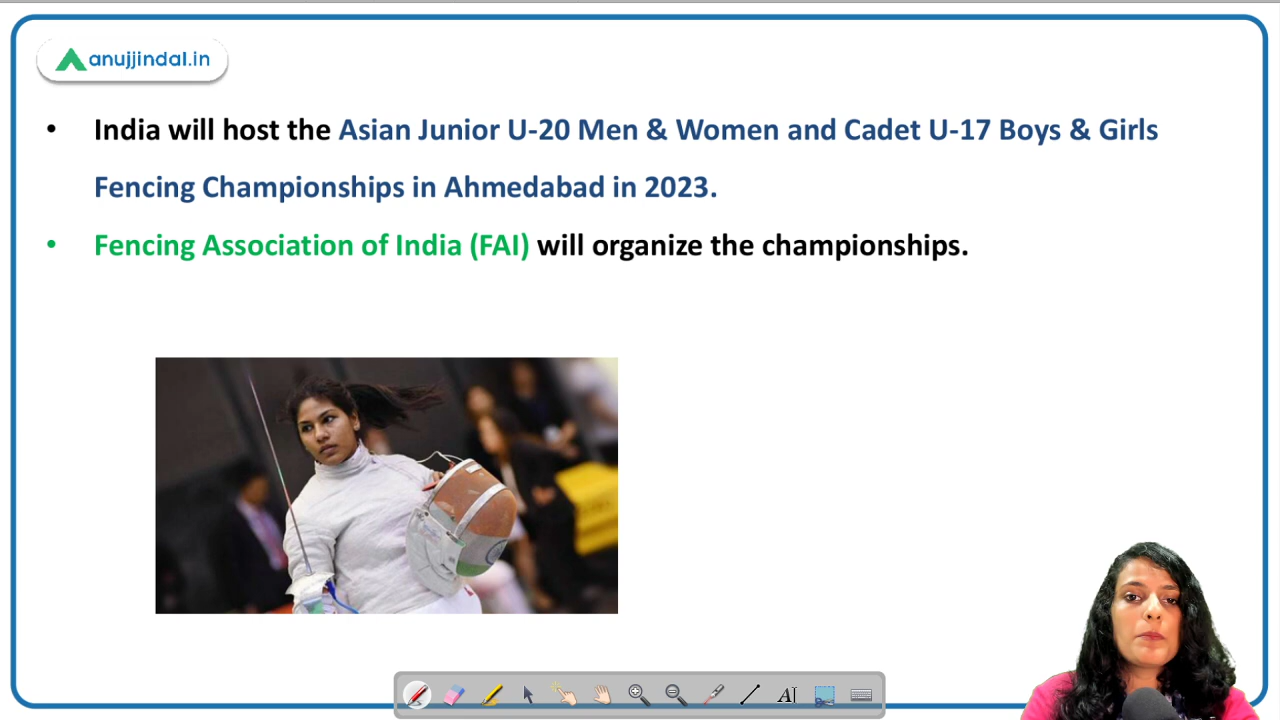 anujjindal.in
• India will host the Asian Junior U-20 Men & Women and Cadet U-17 Boys & Girls
Fencing Championships in Ahmedabad in 2023.
• Fencing Association of India (FAI) will organize the championships.
A